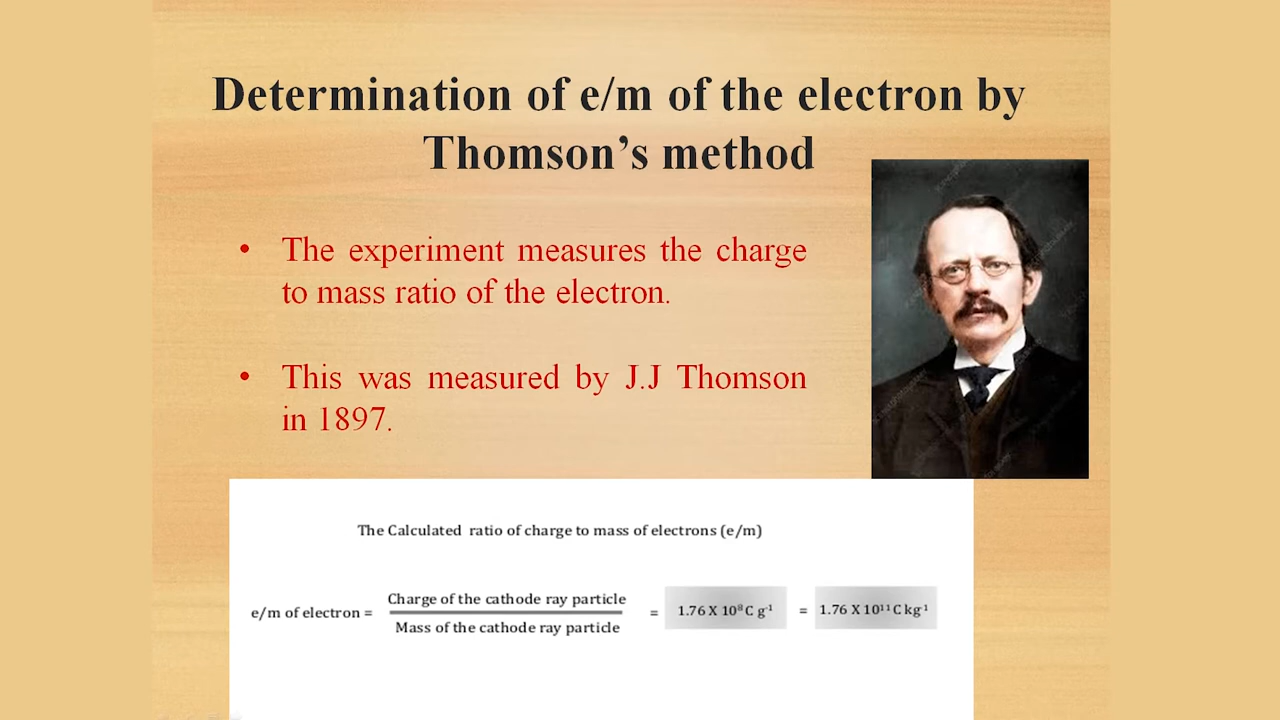 Determination of e/m of the electron by
Thomson’s method
• The experiment measures the charge
to mass ratio of the electron.
• This was measured by J.J Thomson
in 1897.
The Calculated ratio of charge to mass of electrons (e/m)
Charge of the cathode ray particle
e/m of electron = = 1.76 X 10⁸ C g⁻¹ = 1.76 X 10¹¹ C kg¹
Mass of the cathode ray particle